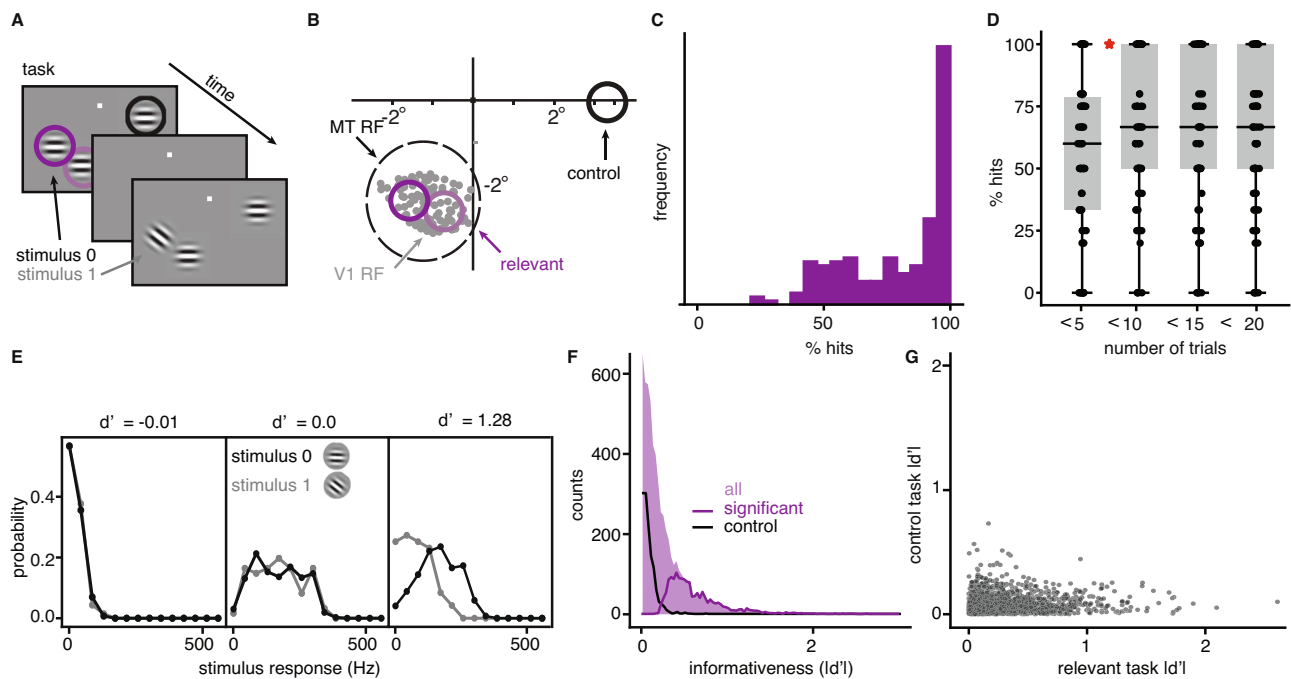 A
task
time
stimulus 0
stimulus 1
B
-2°
2°
MT RF
control
-2°
V1 RF
relevant
C
frequency
0
50
100
% hits
D
100
75
50
25
0
% hits
< 5
< 10
< 15
< 20
number of trials
E
d' = -0.01
d' = 0.0
d' = 1.28
stimulus 0
stimulus 1
probability
0.4
0.2
0.0
0
500
0
500
0
500
stimulus response (Hz)
F
600
400
200
0
counts
all
significant
control
0
2
informativeness (|d'|)
G
2
1
0
control task |d'|
0
1
2
relevant task |d'|